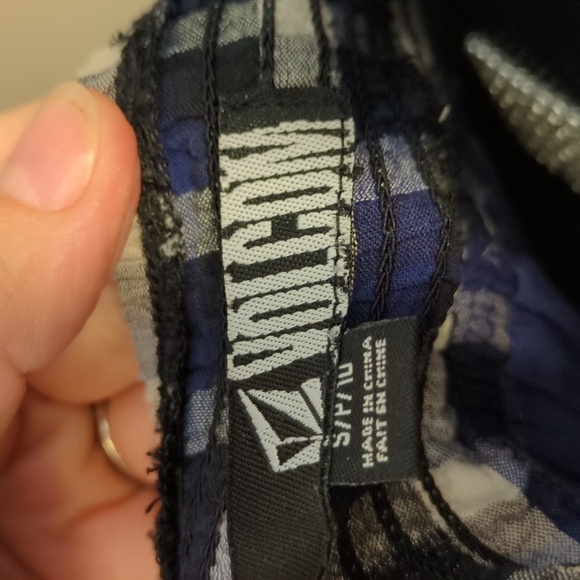 VOLCOM
S/P/10
MADE IN CHINA
FAIT EN CHINE